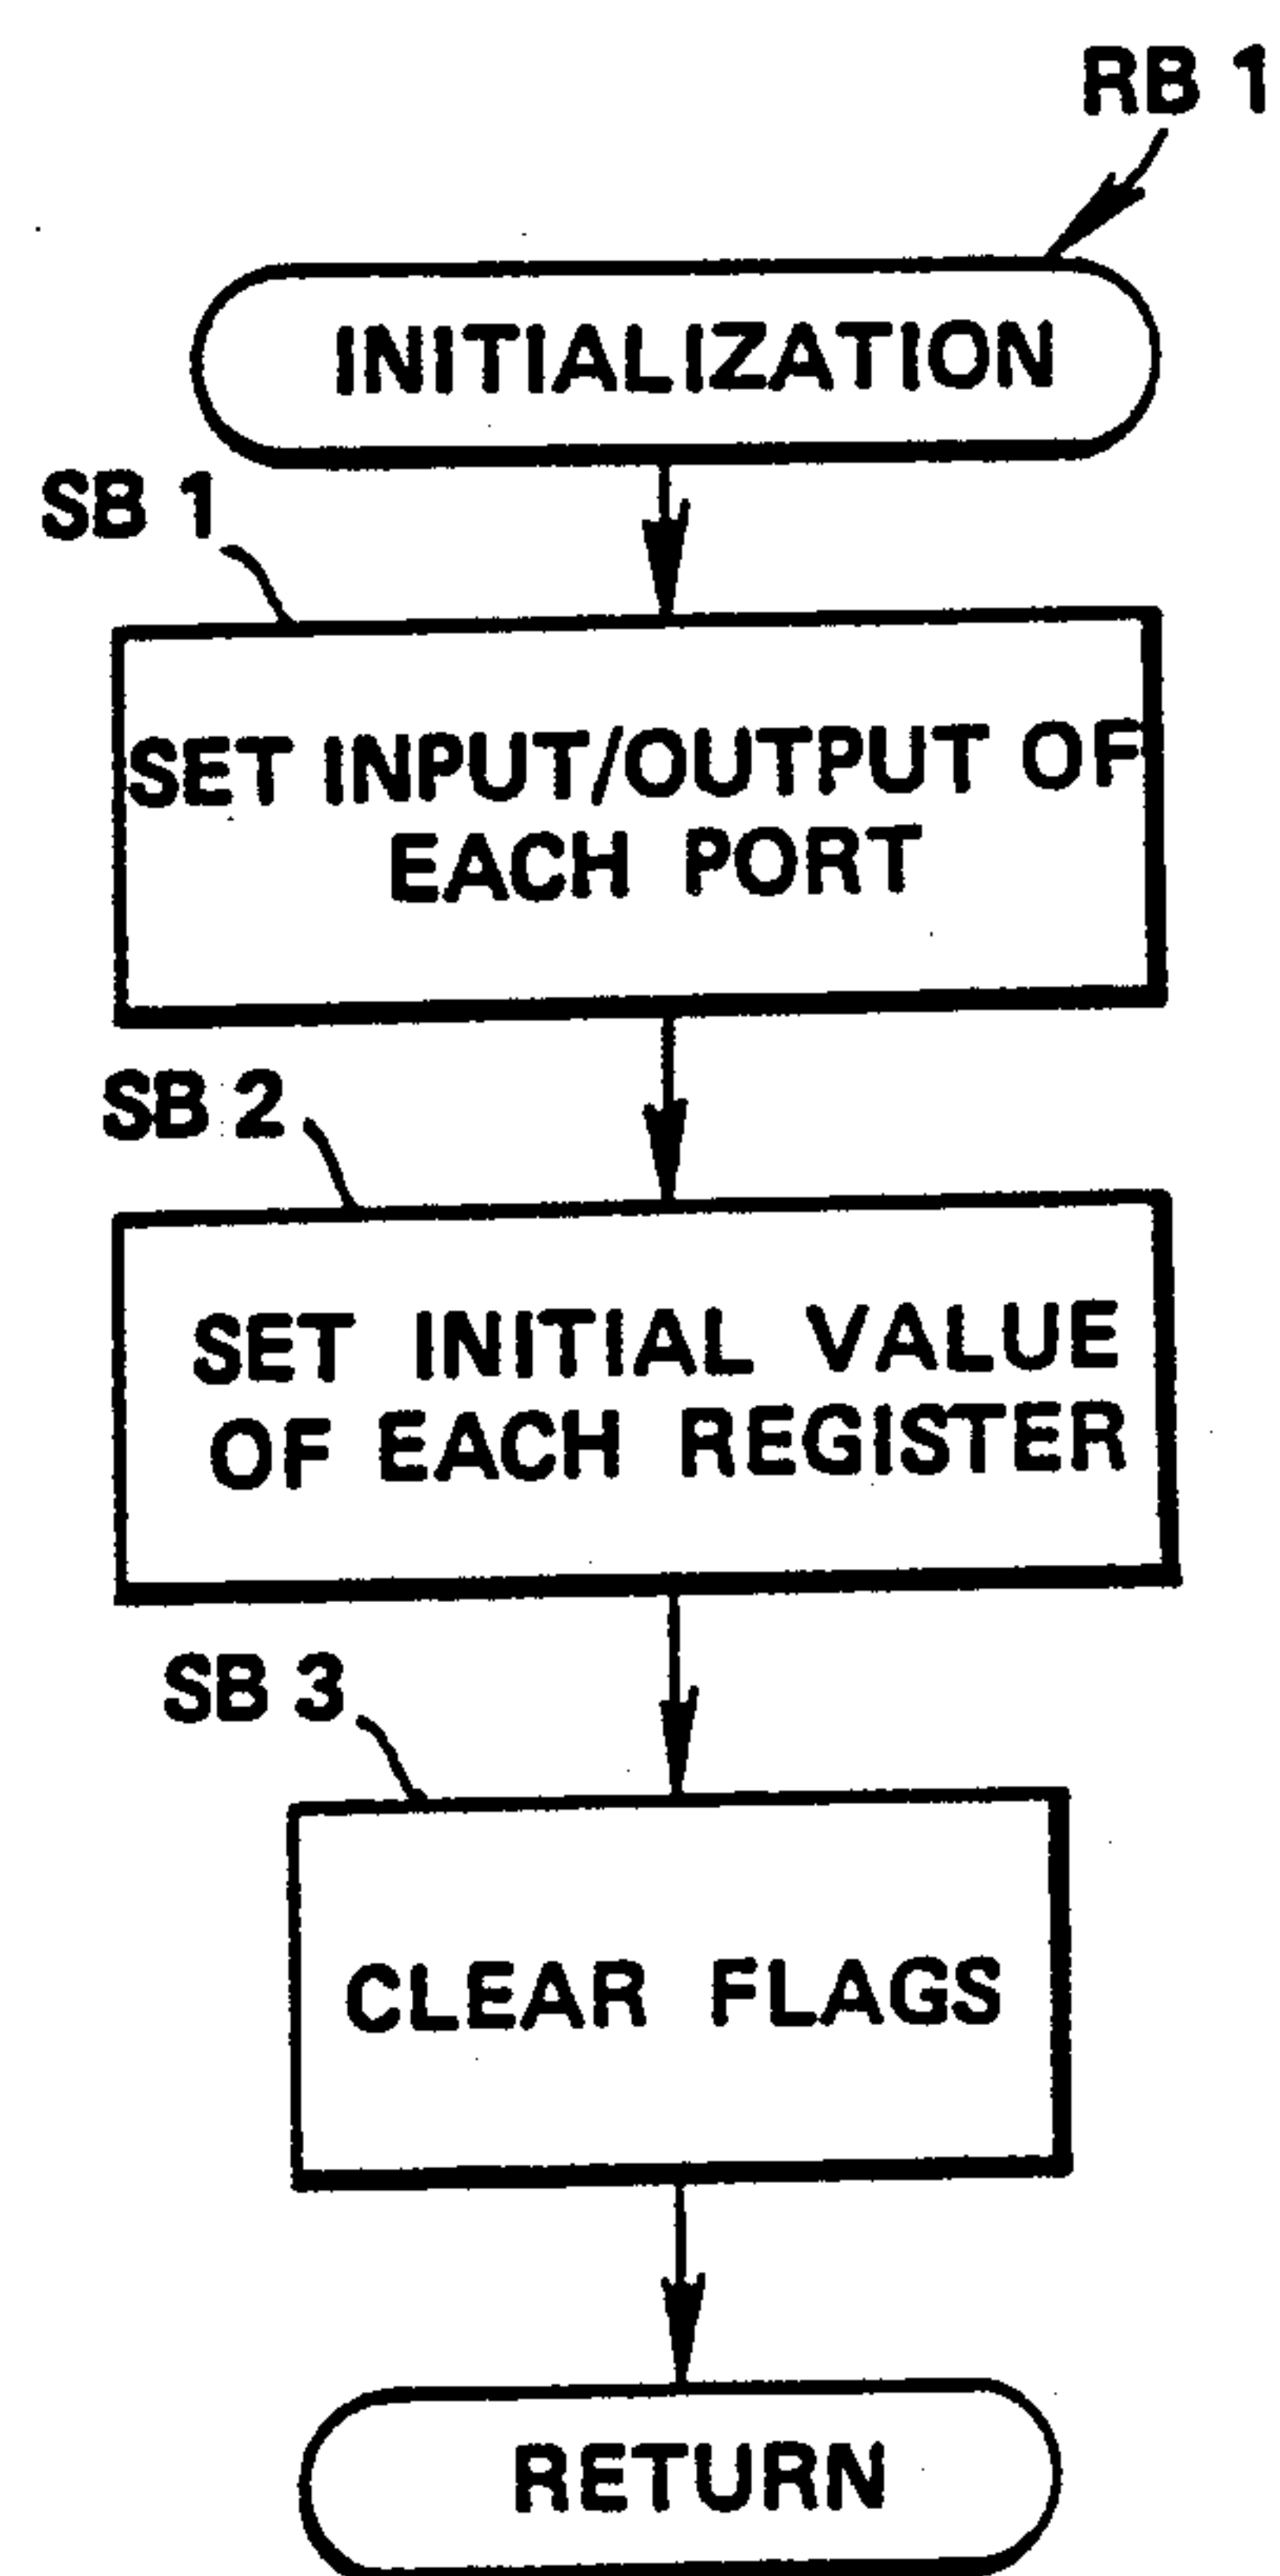 RB 1
INITIALIZATION
SB 1
SET INPUT/OUTPUT OF
EACH PORT
SB 2
SET INITIAL VALUE
OF EACH REGISTER
SB 3
CLEAR FLAGS
RETURN